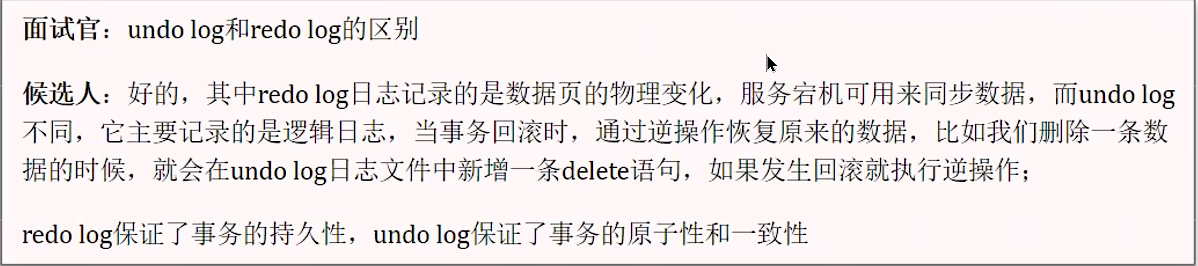 面试官：undo log和redo log的区别
候选人：好的，其中redo log日志记录的是数据页的物理变化，服务宕机可用来同步数据，而undo log
不同，它主要记录的是逻辑日志，当事务回滚时，通过逆操作恢复原来的数据，比如我们删除一条数
据的时候，就会在undo log日志文件中新增一条delete语句，如果发生回滚就执行逆操作；
redo log保证了事务的持久性，undo log保证了事务的原子性和一致性